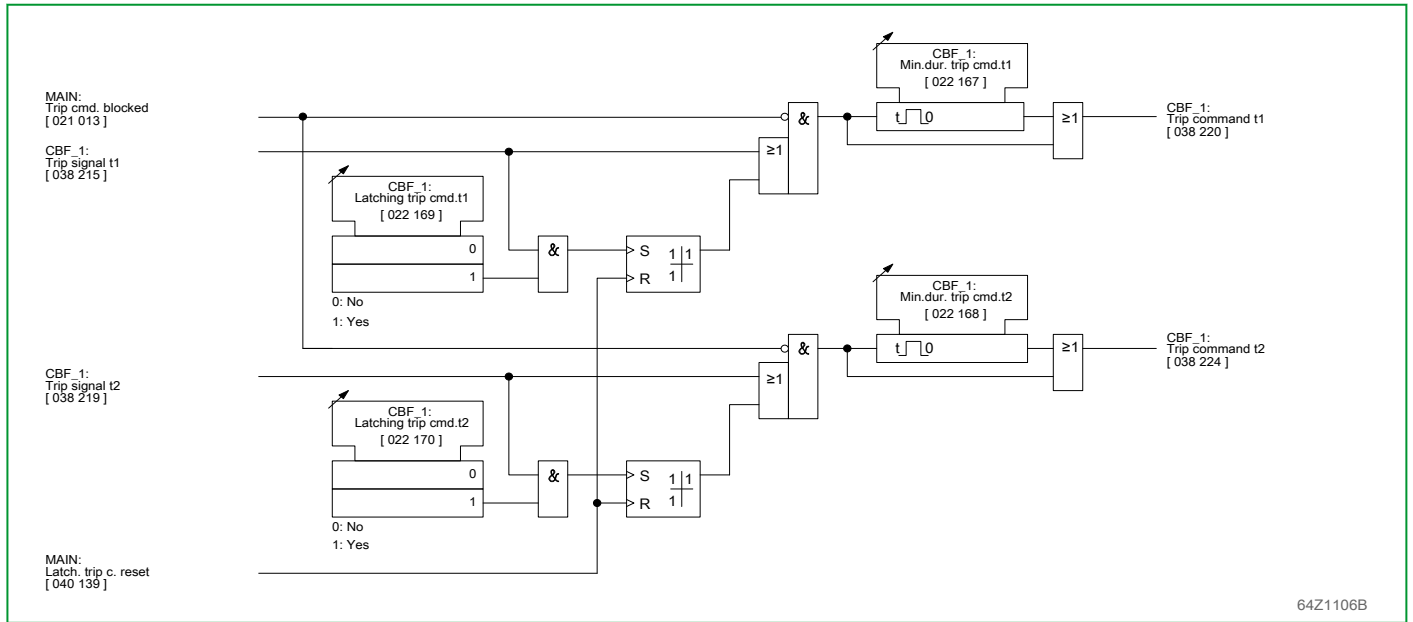 CBF_1:
Min.dur. trip cmd.t1
[ 022 167 ]
MAIN:
Trip cmd. blocked
[ 021 013 ]
&
t 0
≥1
CBF_1:
Trip command t1
[ 038 220 ]
CBF_1:
Trip signal t1
[ 038 215 ]
≥1
CBF_1:
Latching trip cmd.t1
[ 022 169 ]
0
1
0: No
1: Yes
&
S
R
1 1
1
CBF_1:
Min.dur. trip cmd.t2
[ 022 168 ]
&
t 0
≥1
CBF_1:
Trip command t2
[ 038 224 ]
CBF_1:
Trip signal t2
[ 038 219 ]
≥1
CBF_1:
Latching trip cmd.t2
[ 022 170 ]
0
1
0: No
1: Yes
&
S
R
1 1
1
MAIN:
Latch. trip c. reset
[ 040 139 ]
64Z1106B